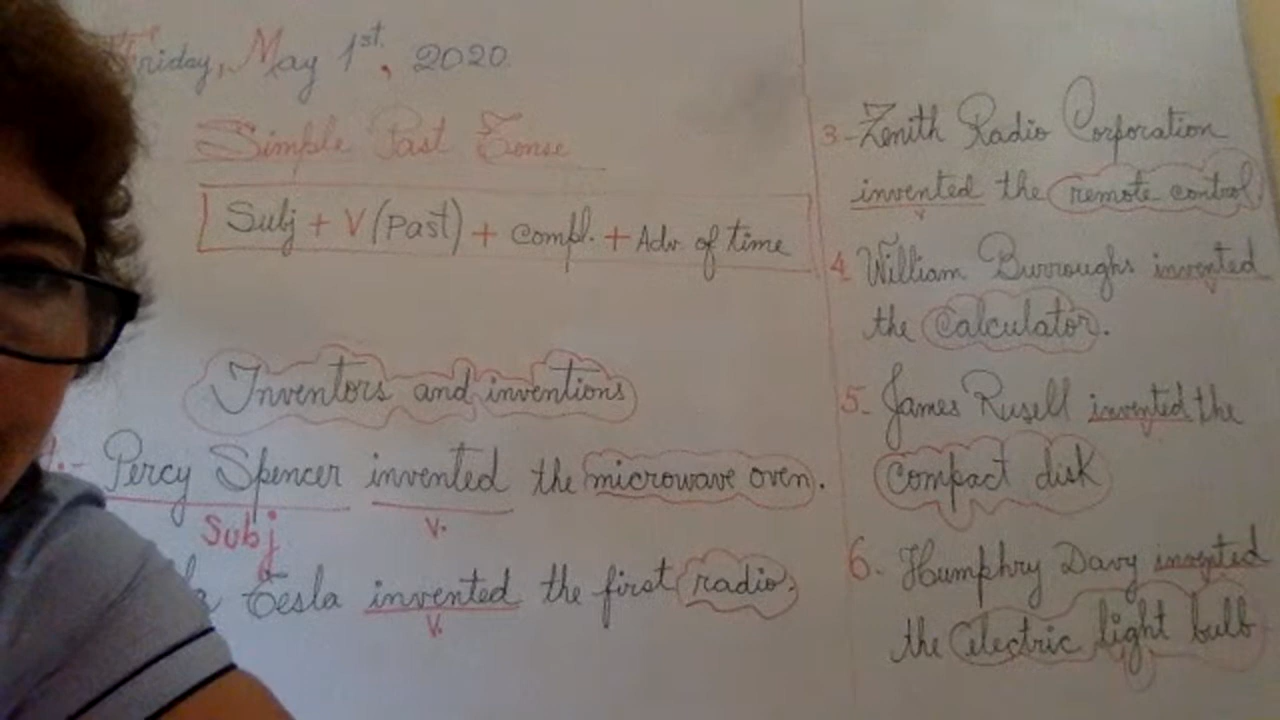 Friday, May 1st, 2020
Simple Past Tense
Subj + V (Past) + Compl. + Adv. of time
Inventors and inventions
1.- Percy Spencer invented the microwave oven.
Subj V.
Tesla invented the first radio.
V.
3-Zenith Radio Corporation
invented the remote control
V
4 William Burroughs invented
V
the Calculator.
5- James Rusell invented the
Compact disk
6- Humphry Davy invented
the electric light bulb